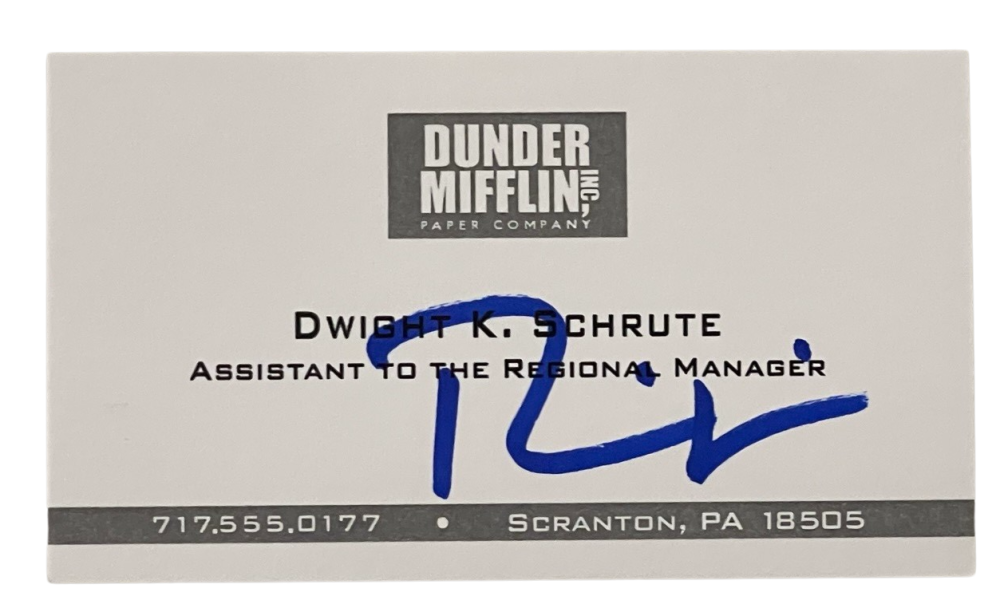 DUNDER
MIFFLIN, INC
PAPER COMPANY
DWIGHT K. SCHRUTE
ASSISTANT TO THE REGIONAL MANAGER
717.555.0177 • SCRANTON, PA 18505